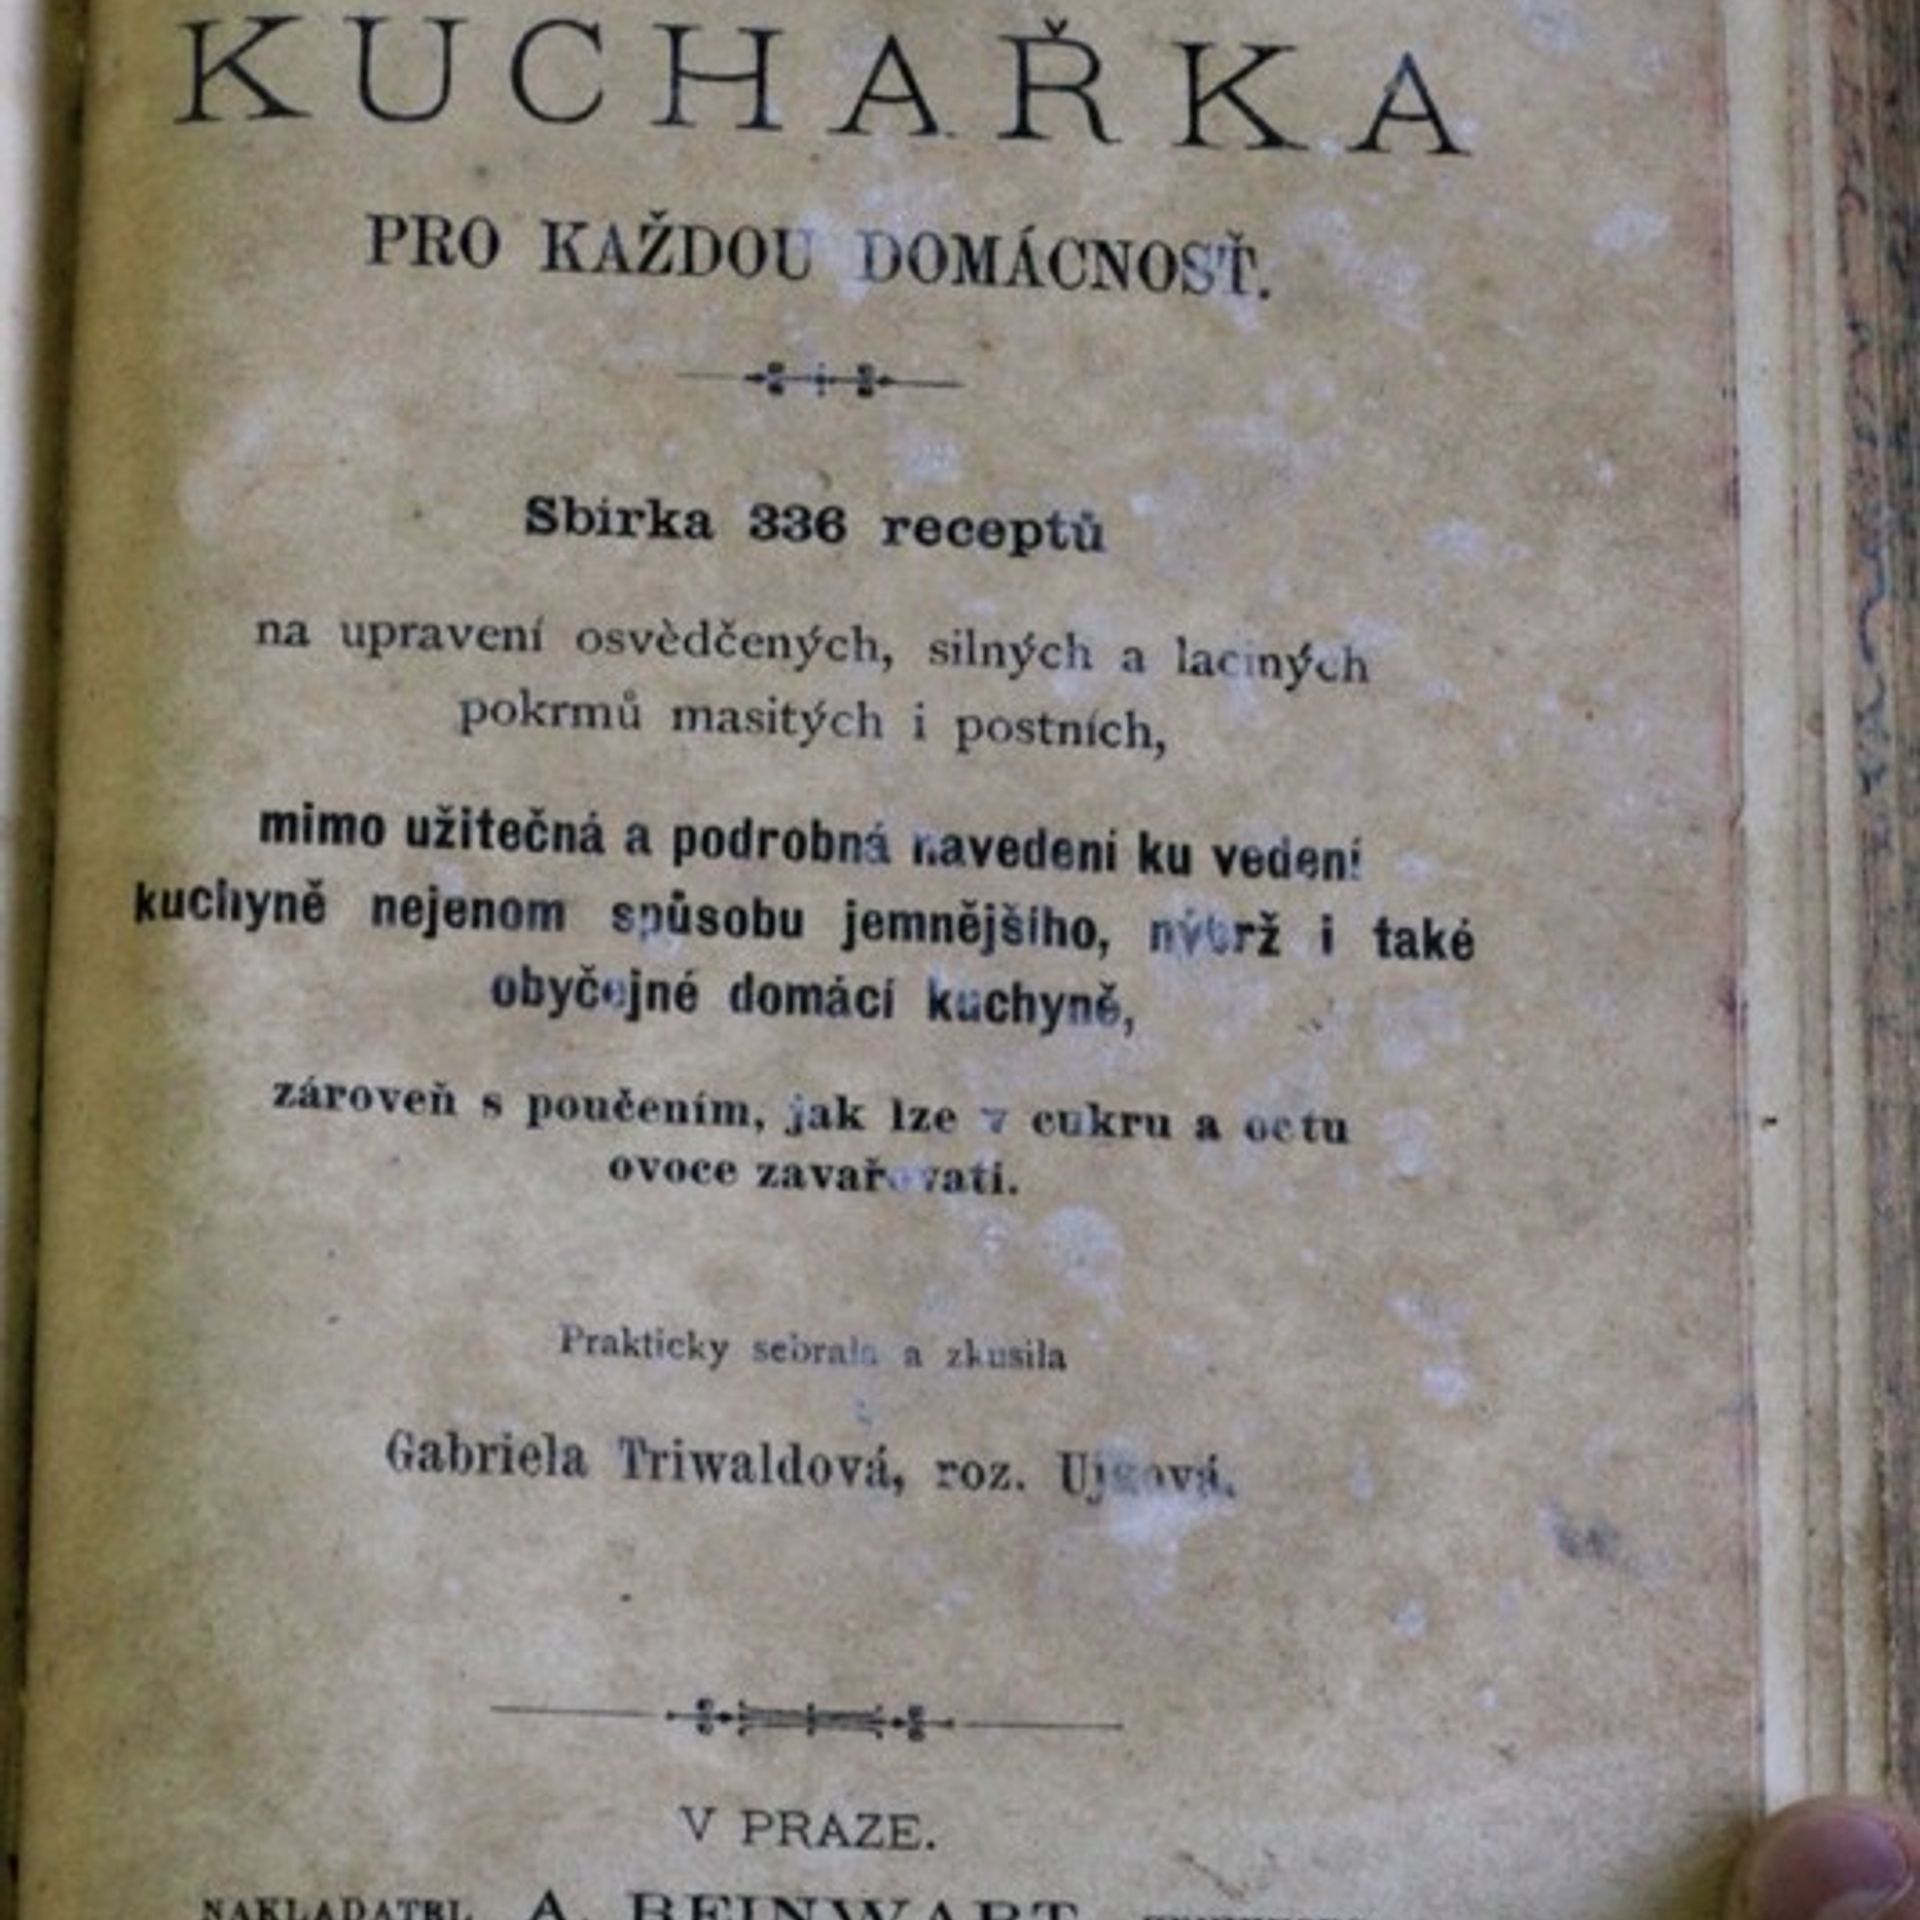 KUCHAŘKA
PRO KAŽDOU DOMÁCNOSŤ.
Sbírka 336 receptů
na upravení osvědčených, silných a laciných
pokrmů masitých i postních,
mimo užitečná a podrobná navedení ku vedení
kuchyně nejenom spůsobu jemnějšího, nýbrž i také
obyčejné domácí kuchyně,
zároveň s poučením, jak lze v cukru a octu
ovoce zavařovati.
Prakticky sebrala a zkusila
Gabriela Triwaldová, roz.
V PRAZE.
NAKLADATEL A. REINWART,